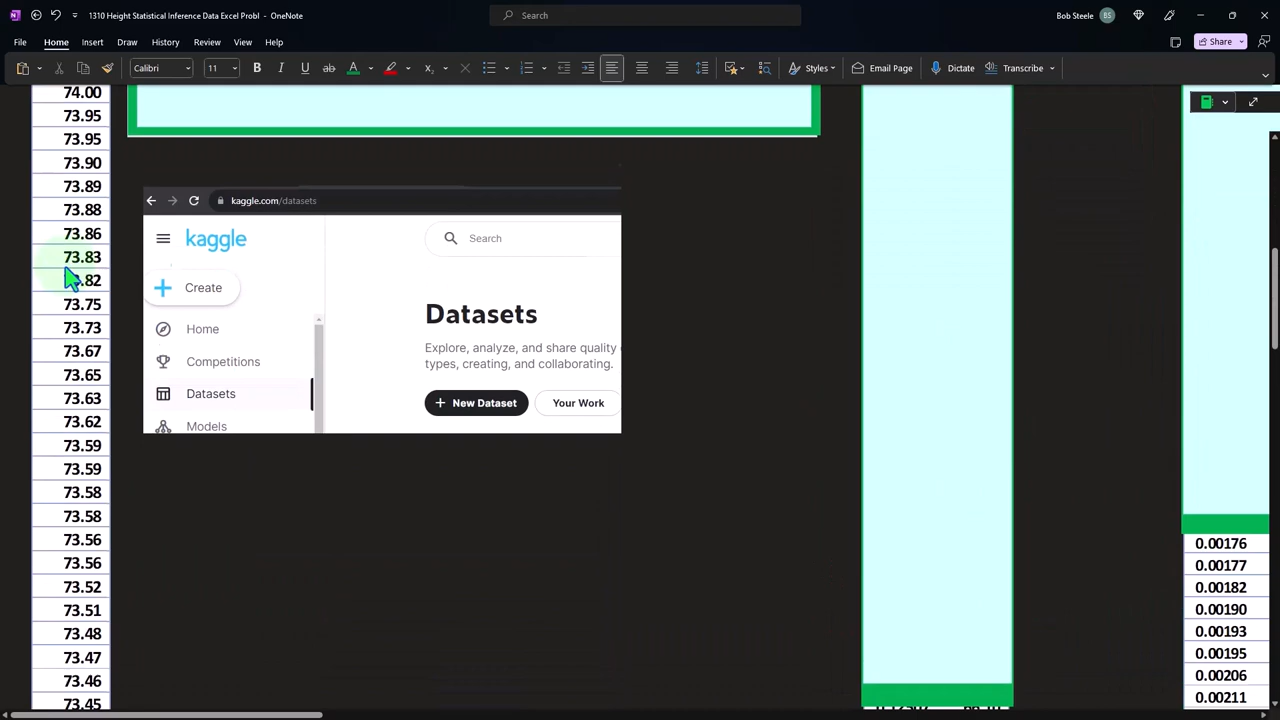 1310 Height Statistical Inference Data Excel Probl - OneNote
Search
Bob Steele
BS
File
Home
Insert
Draw
History
Review
View
Help
Share
Calibri
11
B
I
U
ab
A
Styles
Email Page
Dictate
Transcribe
74.00
73.95
73.95
73.90
73.89
73.88
73.86
73.83
.82
73.75
73.73
73.67
73.65
73.63
73.62
73.59
73.59
73.58
73.58
73.56
73.56
73.52
73.51
73.48
73.47
73.46
73.45
kaggle.com/datasets
kaggle
Search
Create
Home
Competitions
Datasets
Models
Datasets
Explore, analyze, and share quality
types, creating, and collaborating.
New Dataset
Your Work
0.00176
0.00177
0.00182
0.00190
0.00193
0.00195
0.00206
0.00211